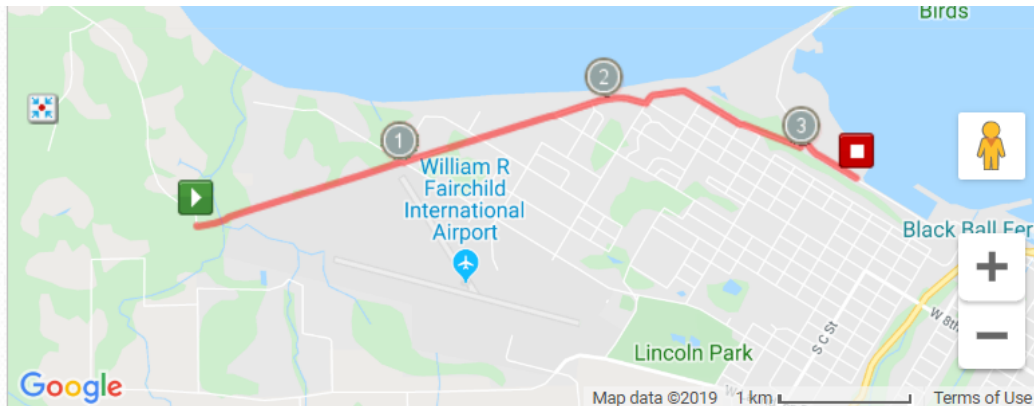 Birds
2
1
3
William R
Fairchild
International
Airport
Black Ball Fer
+
W 8th
S C St
−
Lincoln Park
Google
Map data ©2019 1 km Terms of Use